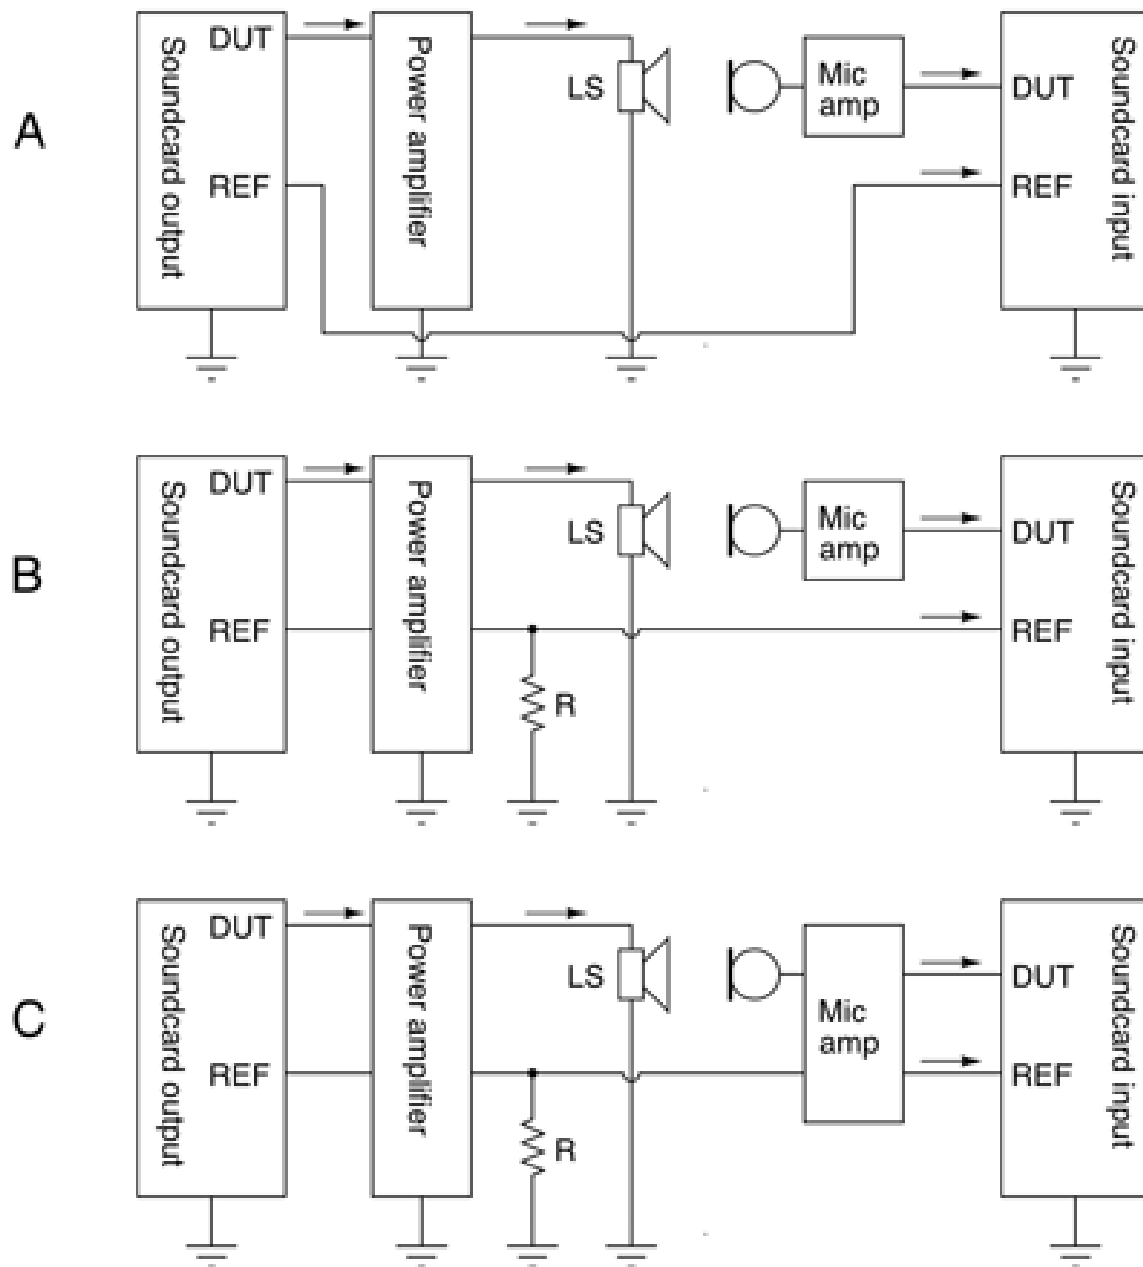 A
Soundcard output
DUT
REF
Power amplifier
LS
Mic
amp
DUT
REF
Soundcard input
B
Soundcard output
DUT
REF
Power amplifier
R
LS
Mic
amp
DUT
REF
Soundcard input
C
Soundcard output
DUT
REF
Power amplifier
R
LS
Mic
amp
DUT
REF
Soundcard input